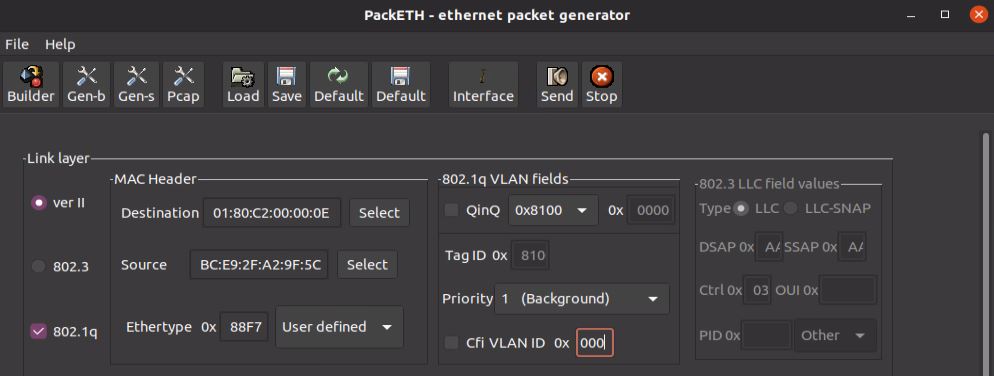 PackETH - ethernet packet generator
File Help
Builder Gen-b Gen-s Pcap Load Save Default Default Interface Send Stop
Link layer
MAC Header
802.1q VLAN fields
802.3 LLC field values
ver II
Destination 01:80:C2:00:00:0E Select
QinQ 0x8100 0x 0000
Type LLC LLC-SNAP
802.3
Source BC:E9:2F:A2:9F:5C Select
Tag ID 0x 810
DSAP 0x AA SSAP 0x AA
Priority 1 (Background)
Ctrl 0x 03 OUI 0x
802.1q
Ethertype 0x 88F7 User defined
Cfi VLAN ID 0x 000
PID 0x Other